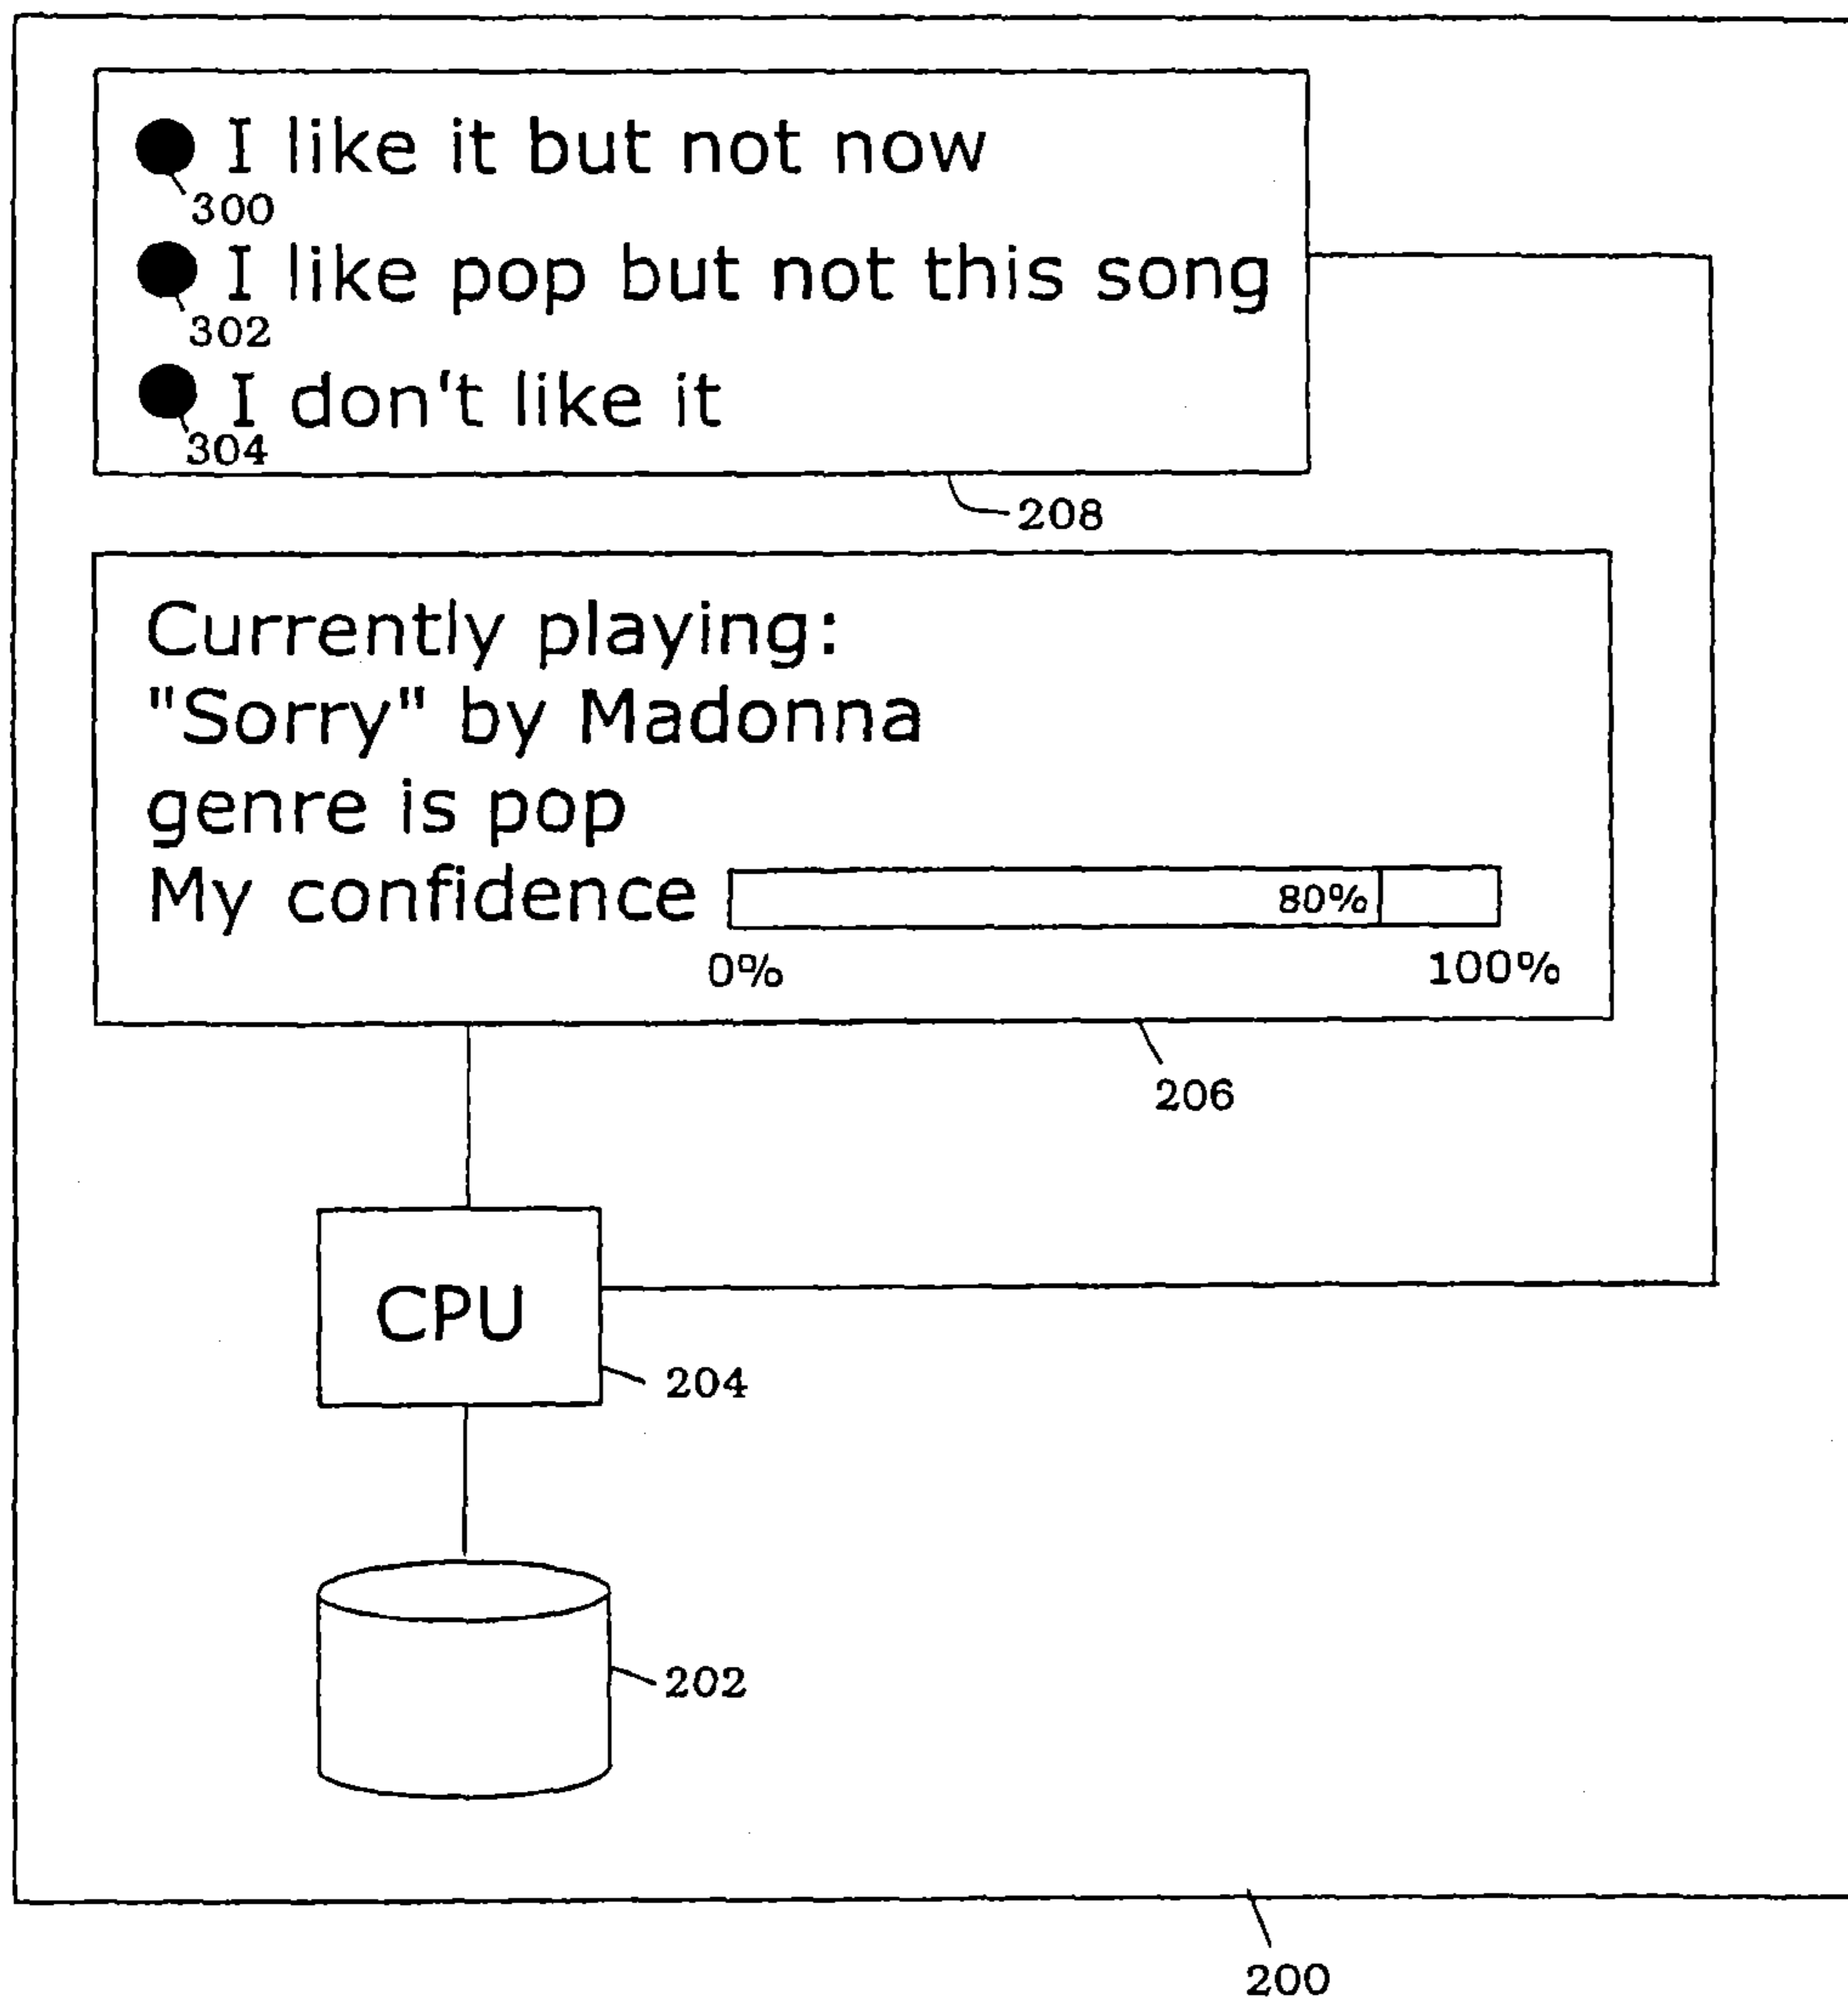 I like it but not now
300
I like pop but not this song
302
I don't like it
304
208
Currently playing:
"Sorry" by Madonna
genre is pop
My confidence 80%
0% 100%
206
CPU
204
202
200